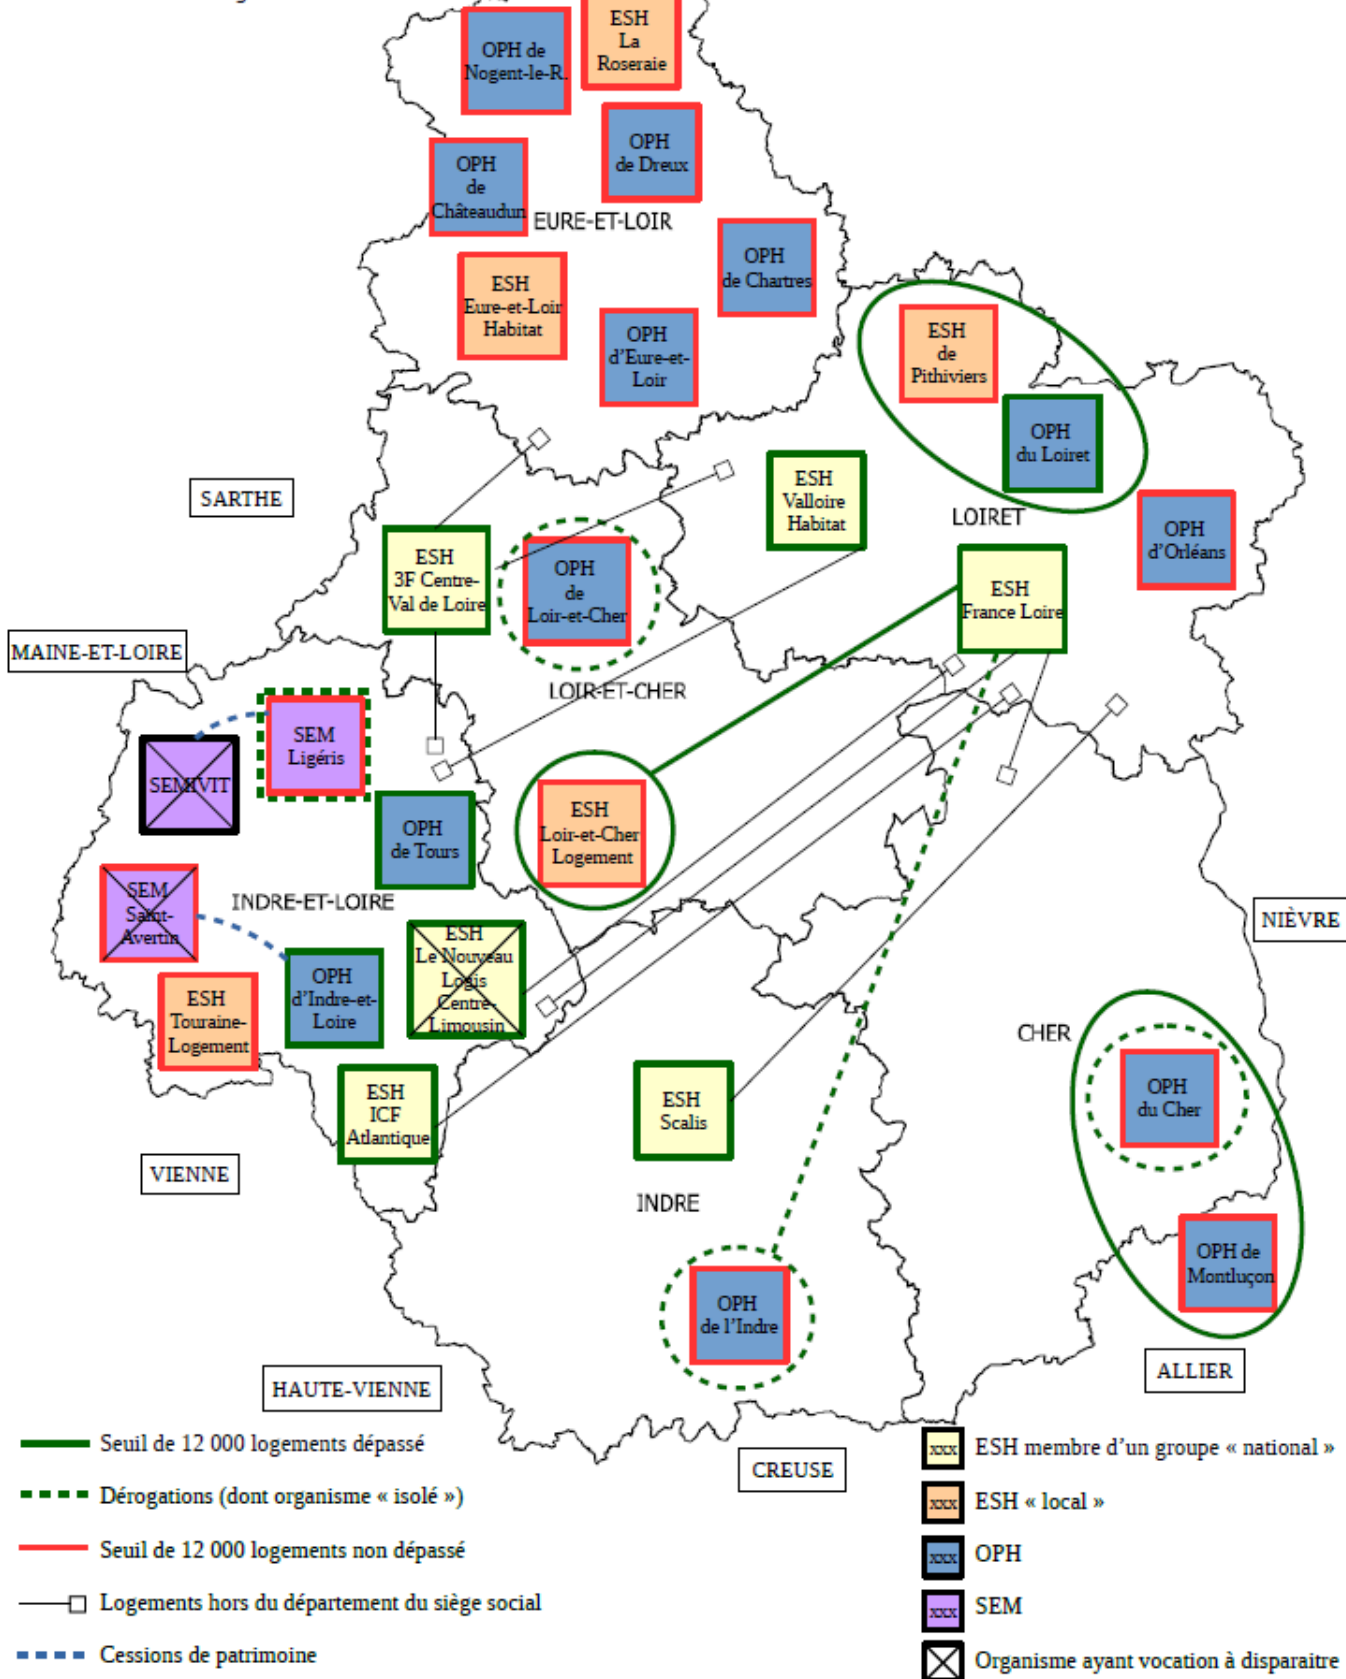 ESH
La
Roseraie
OPH de
Nogent-le-R.
OPH
de Dreux
OPH
de
Châteaudun
EURE-ET-LOIR
OPH
de Chartres
ESH
Eure-et-Loir
Habitat
OPH
d'Eure-et-
Loir
ESH
de
Pithiviers
OPH
du Loiret
SARTHE
ESH
Valloire
Habitat
LOIRET
OPH
d'Orléans
ESH
3F Centre-
Val de Loire
OPH
de
Loir-et-Cher
ESH
France Loire
MAINE-ET-LOIRE
LOIR-ET-CHER
SEM
Ligéris
SEMIVIT
OPH
de Tours
ESH
Loir-et-Cher
Logement
SEM
Saint-
Avertin
INDRE-ET-LOIRE
NIÈVRE
ESH
Le Nouveau
Logis
Centre-
Limousin
OPH
d'Indre-et-
Loire
ESH
Touraine-
Logement
CHER
ESH
ICF
Atlantique
ESH
Scalis
OPH
du Cher
VIENNE
INDRE
OPH de
Montluçon
OPH
de l'Indre
HAUTE-VIENNE
ALLIER
CREUSE
Seuil de 12 000 logements dépassé
Dérogations (dont organisme « isolé »)
Seuil de 12 000 logements non dépassé
Logements hors du département du siège social
Cessions de patrimoine
xxx ESH membre d'un groupe « national »
xxx ESH « local »
xxx OPH
xxx SEM
Organisme ayant vocation à disparaitre